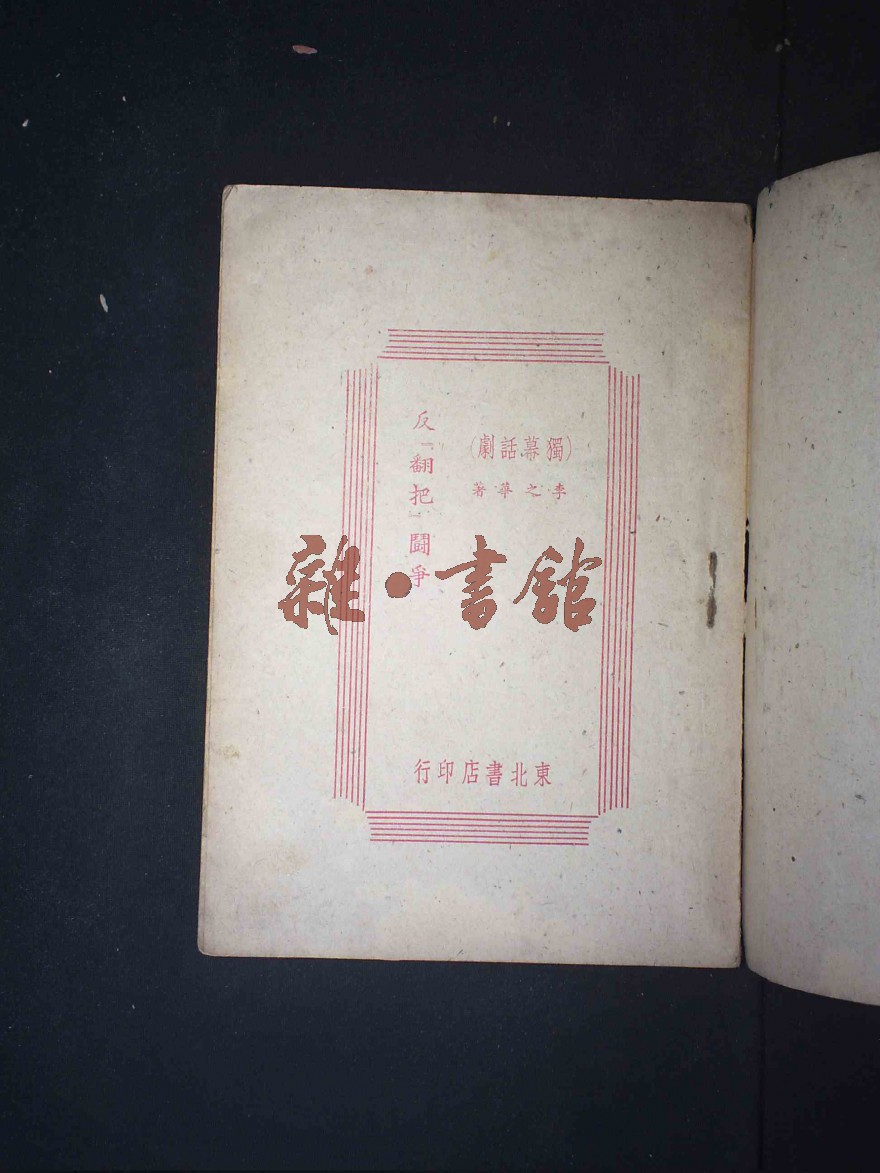 反『翻把』鬪爭
(獨幕話劇)
李之華著
雜·書館
東北書店印行